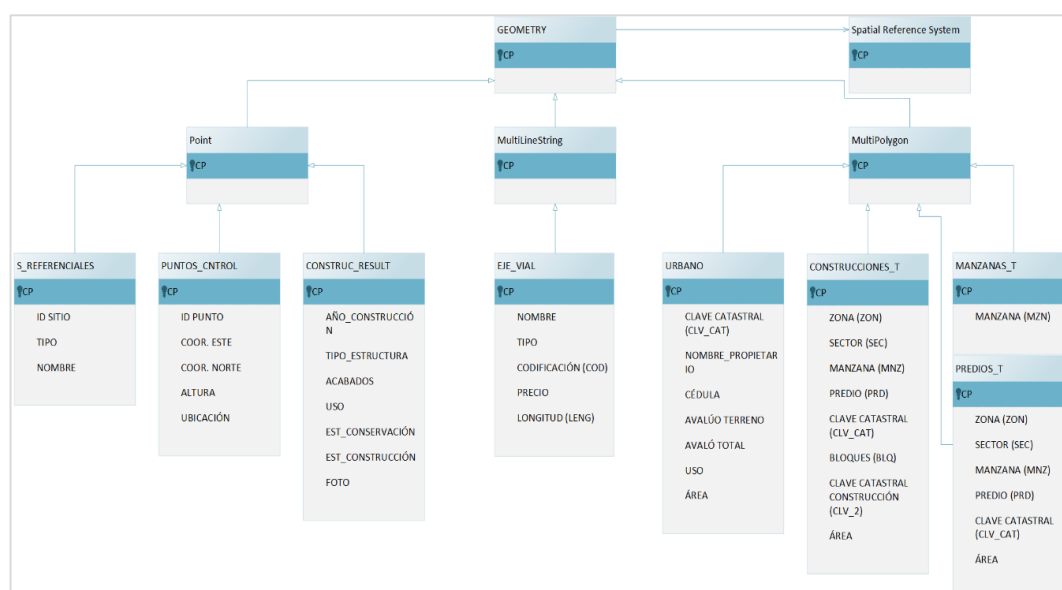 GEOMETRY
CP
Spatial Reference System
CP
Point
CP
MultiLineString
CP
MultiPolygon
CP
S_REFERENCIALES
CP
ID SITIO
TIPO
NOMBRE
PUNTOS_CNTROL
CP
ID PUNTO
COOR. ESTE
COOR. NORTE
ALTURA
UBICACIÓN
CONSTRUC_RESULT
CP
AÑO_CONSTRUCCIÓ
N
TIPO_ESTRUCTURA
ACABADOS
USO
EST_CONSERVACIÓN
EST_CONSTRUCCIÓN
FOTO
EJE_VIAL
CP
NOMBRE
TIPO
CODIFICACIÓN (COD)
PRECIO
LONGITUD (LENG)
URBANO
CP
CLAVE CATASTRAL
(CLV_CAT)
NOMBRE_PROPIETAR
IO
CÉDULA
AVALÚO TERRENO
AVALÓ TOTAL
USO
ÁREA
CONSTRUCCIONES_T
CP
ZONA (ZON)
SECTOR (SEC)
MANZANA (MNZ)
PREDIO (PRD)
CLAVE CATASTRAL
(CLV_CAT)
BLOQUES (BLQ)
CLAVE CATASTRAL
CONSTRUCCIÓN
(CLV_2)
ÁREA
MANZANAS_T
CP
MANZANA (MZN)
PREDIOS_T
CP
ZONA (ZON)
SECTOR (SEC)
MANZANA (MNZ)
PREDIO (PRD)
CLAVE CATASTRAL
(CLV_CAT)
ÁREA